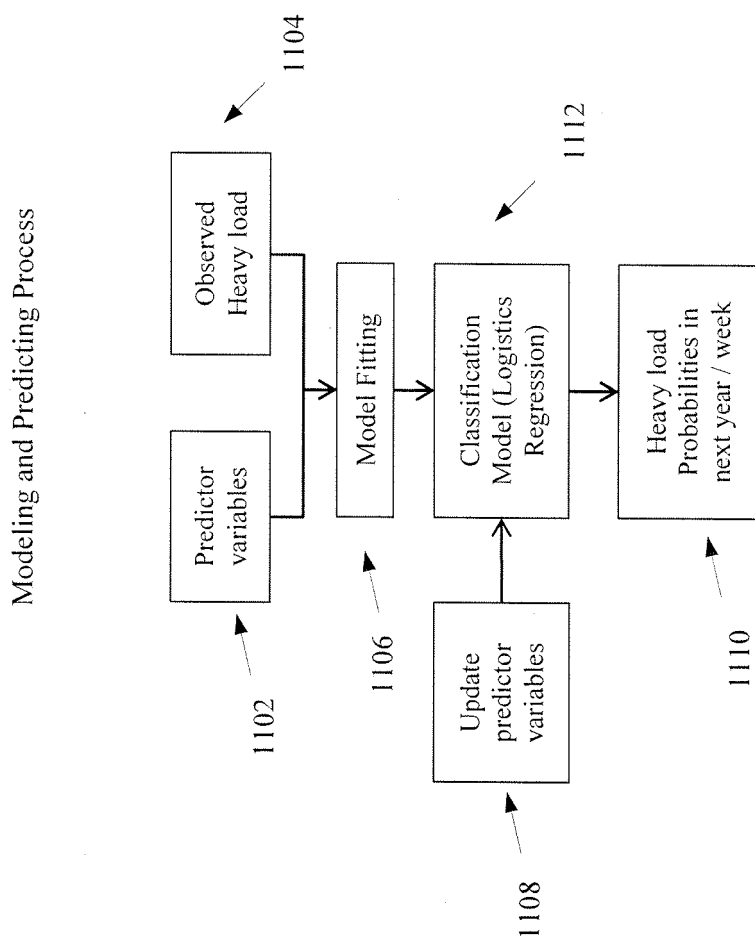 Modeling and Predicting Process
1102
Predictor
variables
Observed
Heavy load
1104
1106
Model Fitting
1108
Update
predictor
variables
Classification
Model (Logistics
Regression)
1112
1110
Heavy load
Probabilities in
next year / week